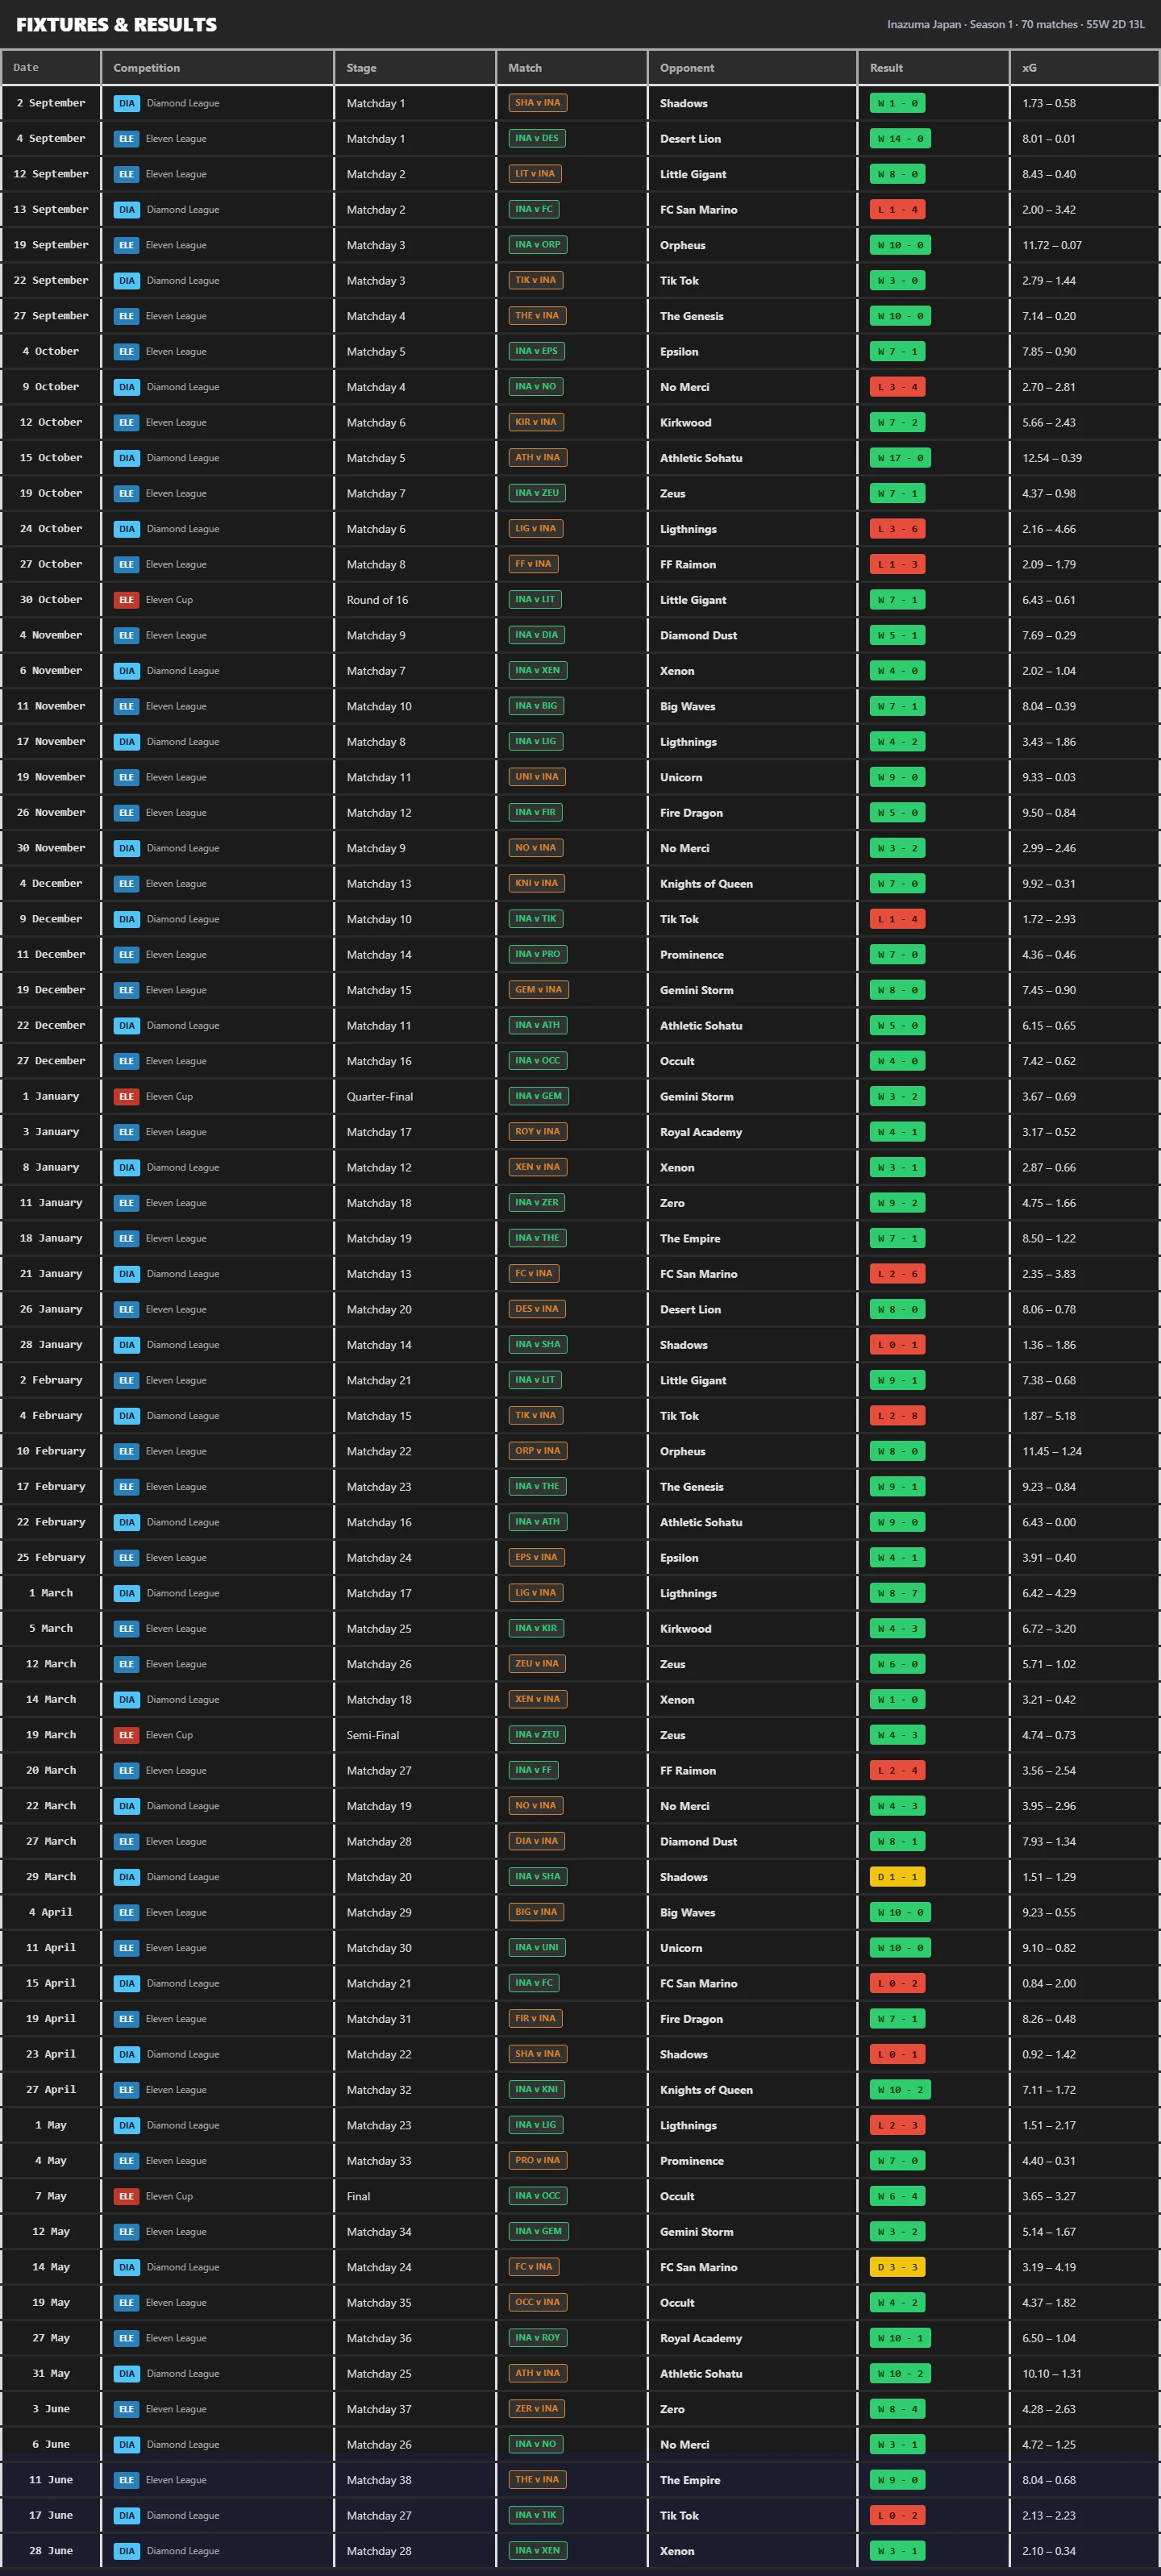 FIXTURES & RESULTS
Inazuma Japan · Season 1 · 70 matches · 55W 2D 13L
Date Competition Stage Match Opponent Result xG
2 September DIA Diamond League Matchday 1 SHA v INA Shadows W 1 - 0 1.73 – 0.58
4 September ELE Eleven League Matchday 1 INA v DES Desert Lion W 14 - 0 8.01 – 0.01
12 September ELE Eleven League Matchday 2 LIT v INA Little Gigant W 8 - 0 8.43 – 0.40
13 September DIA Diamond League Matchday 2 INA v FC FC San Marino L 1 - 4 2.00 – 3.42
19 September ELE Eleven League Matchday 3 INA v ORP Orpheus W 10 - 0 11.72 – 0.07
22 September DIA Diamond League Matchday 3 TIK v INA Tik Tok W 3 - 0 2.79 – 1.44
27 September ELE Eleven League Matchday 4 THE v INA The Genesis W 10 - 0 7.14 – 0.20
4 October ELE Eleven League Matchday 5 INA v EPS Epsilon W 7 - 1 7.85 – 0.90
9 October DIA Diamond League Matchday 4 INA v NO No Merci L 3 - 4 2.70 – 2.81
12 October ELE Eleven League Matchday 6 KIR v INA Kirkwood W 7 - 2 5.66 – 2.43
15 October DIA Diamond League Matchday 5 ATH v INA Athletic Sohatu W 17 - 0 12.54 – 0.39
19 October ELE Eleven League Matchday 7 INA v ZEU Zeus W 7 - 1 4.37 – 0.98
24 October DIA Diamond League Matchday 6 LIG v INA Ligthnings L 3 - 6 2.16 – 4.66
27 October ELE Eleven League Matchday 8 FF v INA FF Raimon L 1 - 3 2.09 – 1.79
30 October ELE Eleven Cup Round of 16 INA v LIT Little Gigant W 7 - 1 6.43 – 0.61
4 November ELE Eleven League Matchday 9 INA v DIA Diamond Dust W 5 - 1 7.69 – 0.29
6 November DIA Diamond League Matchday 7 INA v XEN Xenon W 4 - 0 2.02 – 1.04
11 November ELE Eleven League Matchday 10 INA v BIG Big Waves W 7 - 1 8.04 – 0.39
17 November DIA Diamond League Matchday 8 INA v LIG Ligthnings W 4 - 2 3.43 – 1.86
19 November ELE Eleven League Matchday 11 UNI v INA Unicorn W 9 - 0 9.33 – 0.03
26 November ELE Eleven League Matchday 12 INA v FIR Fire Dragon W 5 - 0 9.50 – 0.84
30 November DIA Diamond League Matchday 9 NO v INA No Merci W 3 - 2 2.99 – 2.46
4 December ELE Eleven League Matchday 13 KNI v INA Knights of Queen W 7 - 0 9.92 – 0.31
9 December DIA Diamond League Matchday 10 INA v TIK Tik Tok L 1 - 4 1.72 – 2.93
11 December ELE Eleven League Matchday 14 INA v PRO Prominence W 7 - 0 4.36 – 0.46
19 December ELE Eleven League Matchday 15 GEM v INA Gemini Storm W 8 - 0 7.45 – 0.90
22 December DIA Diamond League Matchday 11 INA v ATH Athletic Sohatu W 5 - 0 6.15 – 0.65
27 December ELE Eleven League Matchday 16 INA v OCC Occult W 4 - 0 7.42 – 0.62
1 January ELE Eleven Cup Quarter-Final INA v GEM Gemini Storm W 3 - 2 3.67 – 0.69
3 January ELE Eleven League Matchday 17 ROY v INA Royal Academy W 4 - 1 3.17 – 0.52
8 January DIA Diamond League Matchday 12 XEN v INA Xenon W 3 - 1 2.87 – 0.66
11 January ELE Eleven League Matchday 18 INA v ZER Zero W 9 - 2 4.75 – 1.66
18 January ELE Eleven League Matchday 19 INA v THE The Empire W 7 - 1 8.50 – 1.22
21 January DIA Diamond League Matchday 13 FC v INA FC San Marino L 2 - 6 2.35 – 3.83
26 January ELE Eleven League Matchday 20 DES v INA Desert Lion W 8 - 0 8.06 – 0.78
28 January DIA Diamond League Matchday 14 INA v SHA Shadows L 0 - 1 1.36 – 1.86
2 February ELE Eleven League Matchday 21 INA v LIT Little Gigant W 9 - 1 7.38 – 0.68
4 February DIA Diamond League Matchday 15 TIK v INA Tik Tok L 2 - 8 1.87 – 5.18
10 February ELE Eleven League Matchday 22 ORP v INA Orpheus W 8 - 0 11.45 – 1.24
17 February ELE Eleven League Matchday 23 INA v THE The Genesis W 9 - 1 9.23 – 0.84
22 February DIA Diamond League Matchday 16 INA v ATH Athletic Sohatu W 9 - 0 6.43 – 0.00
25 February ELE Eleven League Matchday 24 EPS v INA Epsilon W 4 - 1 3.91 – 0.40
1 March DIA Diamond League Matchday 17 LIG v INA Ligthnings W 8 - 7 6.42 – 4.29
5 March ELE Eleven League Matchday 25 INA v KIR Kirkwood W 4 - 3 6.72 – 3.20
12 March ELE Eleven League Matchday 26 ZEU v INA Zeus W 6 - 0 5.71 – 1.02
14 March DIA Diamond League Matchday 18 XEN v INA Xenon W 1 - 0 3.21 – 0.42
19 March ELE Eleven Cup Semi-Final INA v ZEU Zeus W 4 - 3 4.74 – 0.73
20 March ELE Eleven League Matchday 27 INA v FF FF Raimon L 2 - 4 3.56 – 2.54
22 March DIA Diamond League Matchday 19 NO v INA No Merci W 4 - 3 3.95 – 2.96
27 March ELE Eleven League Matchday 28 DIA v INA Diamond Dust W 8 - 1 7.93 – 1.34
29 March DIA Diamond League Matchday 20 INA v SHA Shadows D 1 - 1 1.51 – 1.29
4 April ELE Eleven League Matchday 29 BIG v INA Big Waves W 10 - 0 9.23 – 0.55
11 April ELE Eleven League Matchday 30 INA v UNI Unicorn W 10 - 0 9.10 – 0.82
15 April DIA Diamond League Matchday 21 INA v FC FC San Marino L 0 - 2 0.84 – 2.00
19 April ELE Eleven League Matchday 31 FIR v INA Fire Dragon W 7 - 1 8.26 – 0.48
23 April DIA Diamond League Matchday 22 SHA v INA Shadows L 0 - 1 0.92 – 1.42
27 April ELE Eleven League Matchday 32 INA v KNI Knights of Queen W 10 - 2 7.11 – 1.72
1 May DIA Diamond League Matchday 23 INA v LIG Ligthnings L 2 - 3 1.51 – 2.17
4 May ELE Eleven League Matchday 33 PRO v INA Prominence W 7 - 0 4.40 – 0.31
7 May ELE Eleven Cup Final INA v OCC Occult W 6 - 4 3.65 – 3.27
12 May ELE Eleven League Matchday 34 INA v GEM Gemini Storm W 3 - 2 5.14 – 1.67
14 May DIA Diamond League Matchday 24 FC v INA FC San Marino D 3 - 3 3.19 – 4.19
19 May ELE Eleven League Matchday 35 OCC v INA Occult W 4 - 2 4.37 – 1.82
27 May ELE Eleven League Matchday 36 INA v ROY Royal Academy W 10 - 1 6.50 – 1.04
31 May DIA Diamond League Matchday 25 ATH v INA Athletic Sohatu W 10 - 2 10.10 – 1.31
3 June ELE Eleven League Matchday 37 ZER v INA Zero W 8 - 4 4.28 – 2.63
6 June DIA Diamond League Matchday 26 INA v NO No Merci W 3 - 1 4.72 – 1.25
11 June ELE Eleven League Matchday 38 THE v INA The Empire W 9 - 0 8.04 – 0.68
17 June DIA Diamond League Matchday 27 INA v TIK Tik Tok L 0 - 2 2.13 – 2.23
28 June DIA Diamond League Matchday 28 INA v XEN Xenon W 3 - 1 2.10 – 0.34